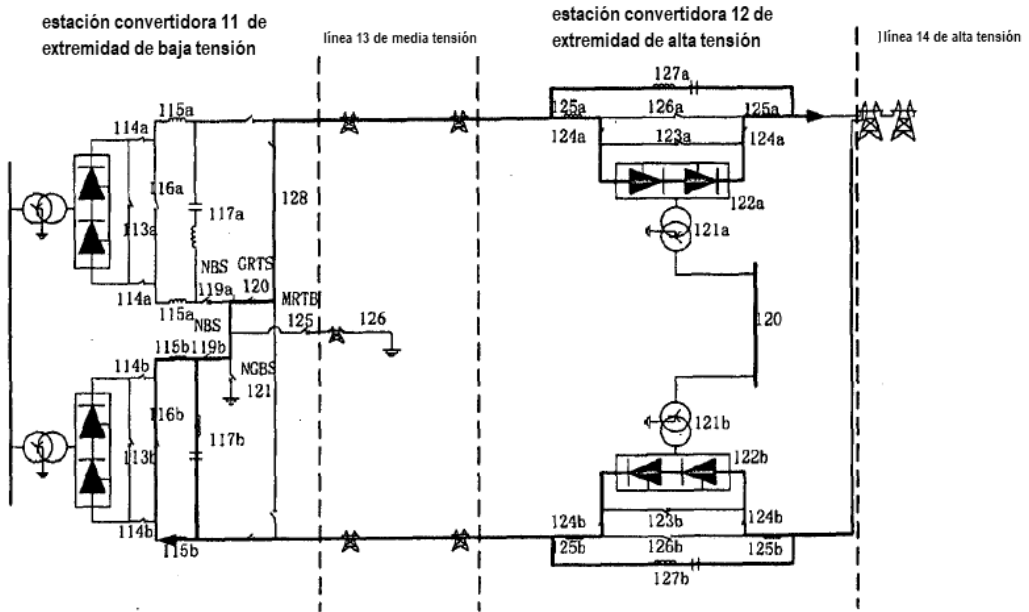 estación convertidora 11 de
extremidad de baja tensión
línea 13 de media tensión
estación convertidora 12 de
extremidad de alta tensión
línea 14 de alta tensión
127a
115a
125a
126a
125a
114a
124a
123a
124a
116a
128
122a
117a
113a
121a
NBS
GRTS
114a
119a
120
115a
MRTB
NBS
125
126
120
115b
119b
114b
NGBS
121
116b
121b
117b
122b
113b
114b
124b
123b
124b
115b
125b
126b
125b
127b